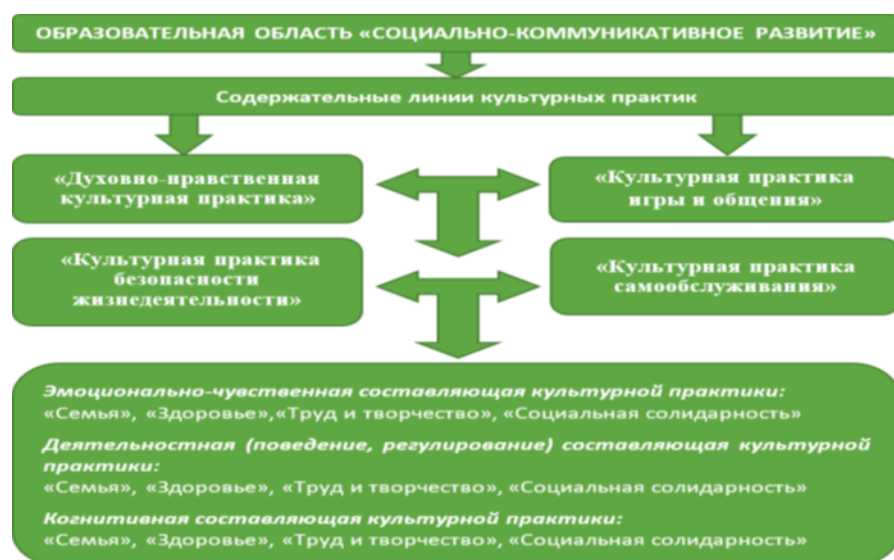 ОБРАЗОВАТЕЛЬНАЯ ОБЛАСТЬ «СОЦИАЛЬНО-КОММУНИКАТИВНОЕ РАЗВИТИЕ»
Содержательные линии культурных практик
«Духовно-нравственная
культурная практика»
«Культурная практика
игры и общения»
«Культурная практика
безопасности
жизнедеятельности»
«Культурная практика
самообслуживания»
Эмоционально-чувственная составляющая культурной практики:
«Семья», «Здоровье»,«Труд и творчество», «Социальная солидарность»
Деятельностная (поведение, регулирование) составляющая культурной
практики:
«Семья», «Здоровье», «Труд и творчество», «Социальная солидарность»
Когнитивная составляющая культурной практики:
«Семья», «Здоровье», «Труд и творчество», «Социальная солидарность»